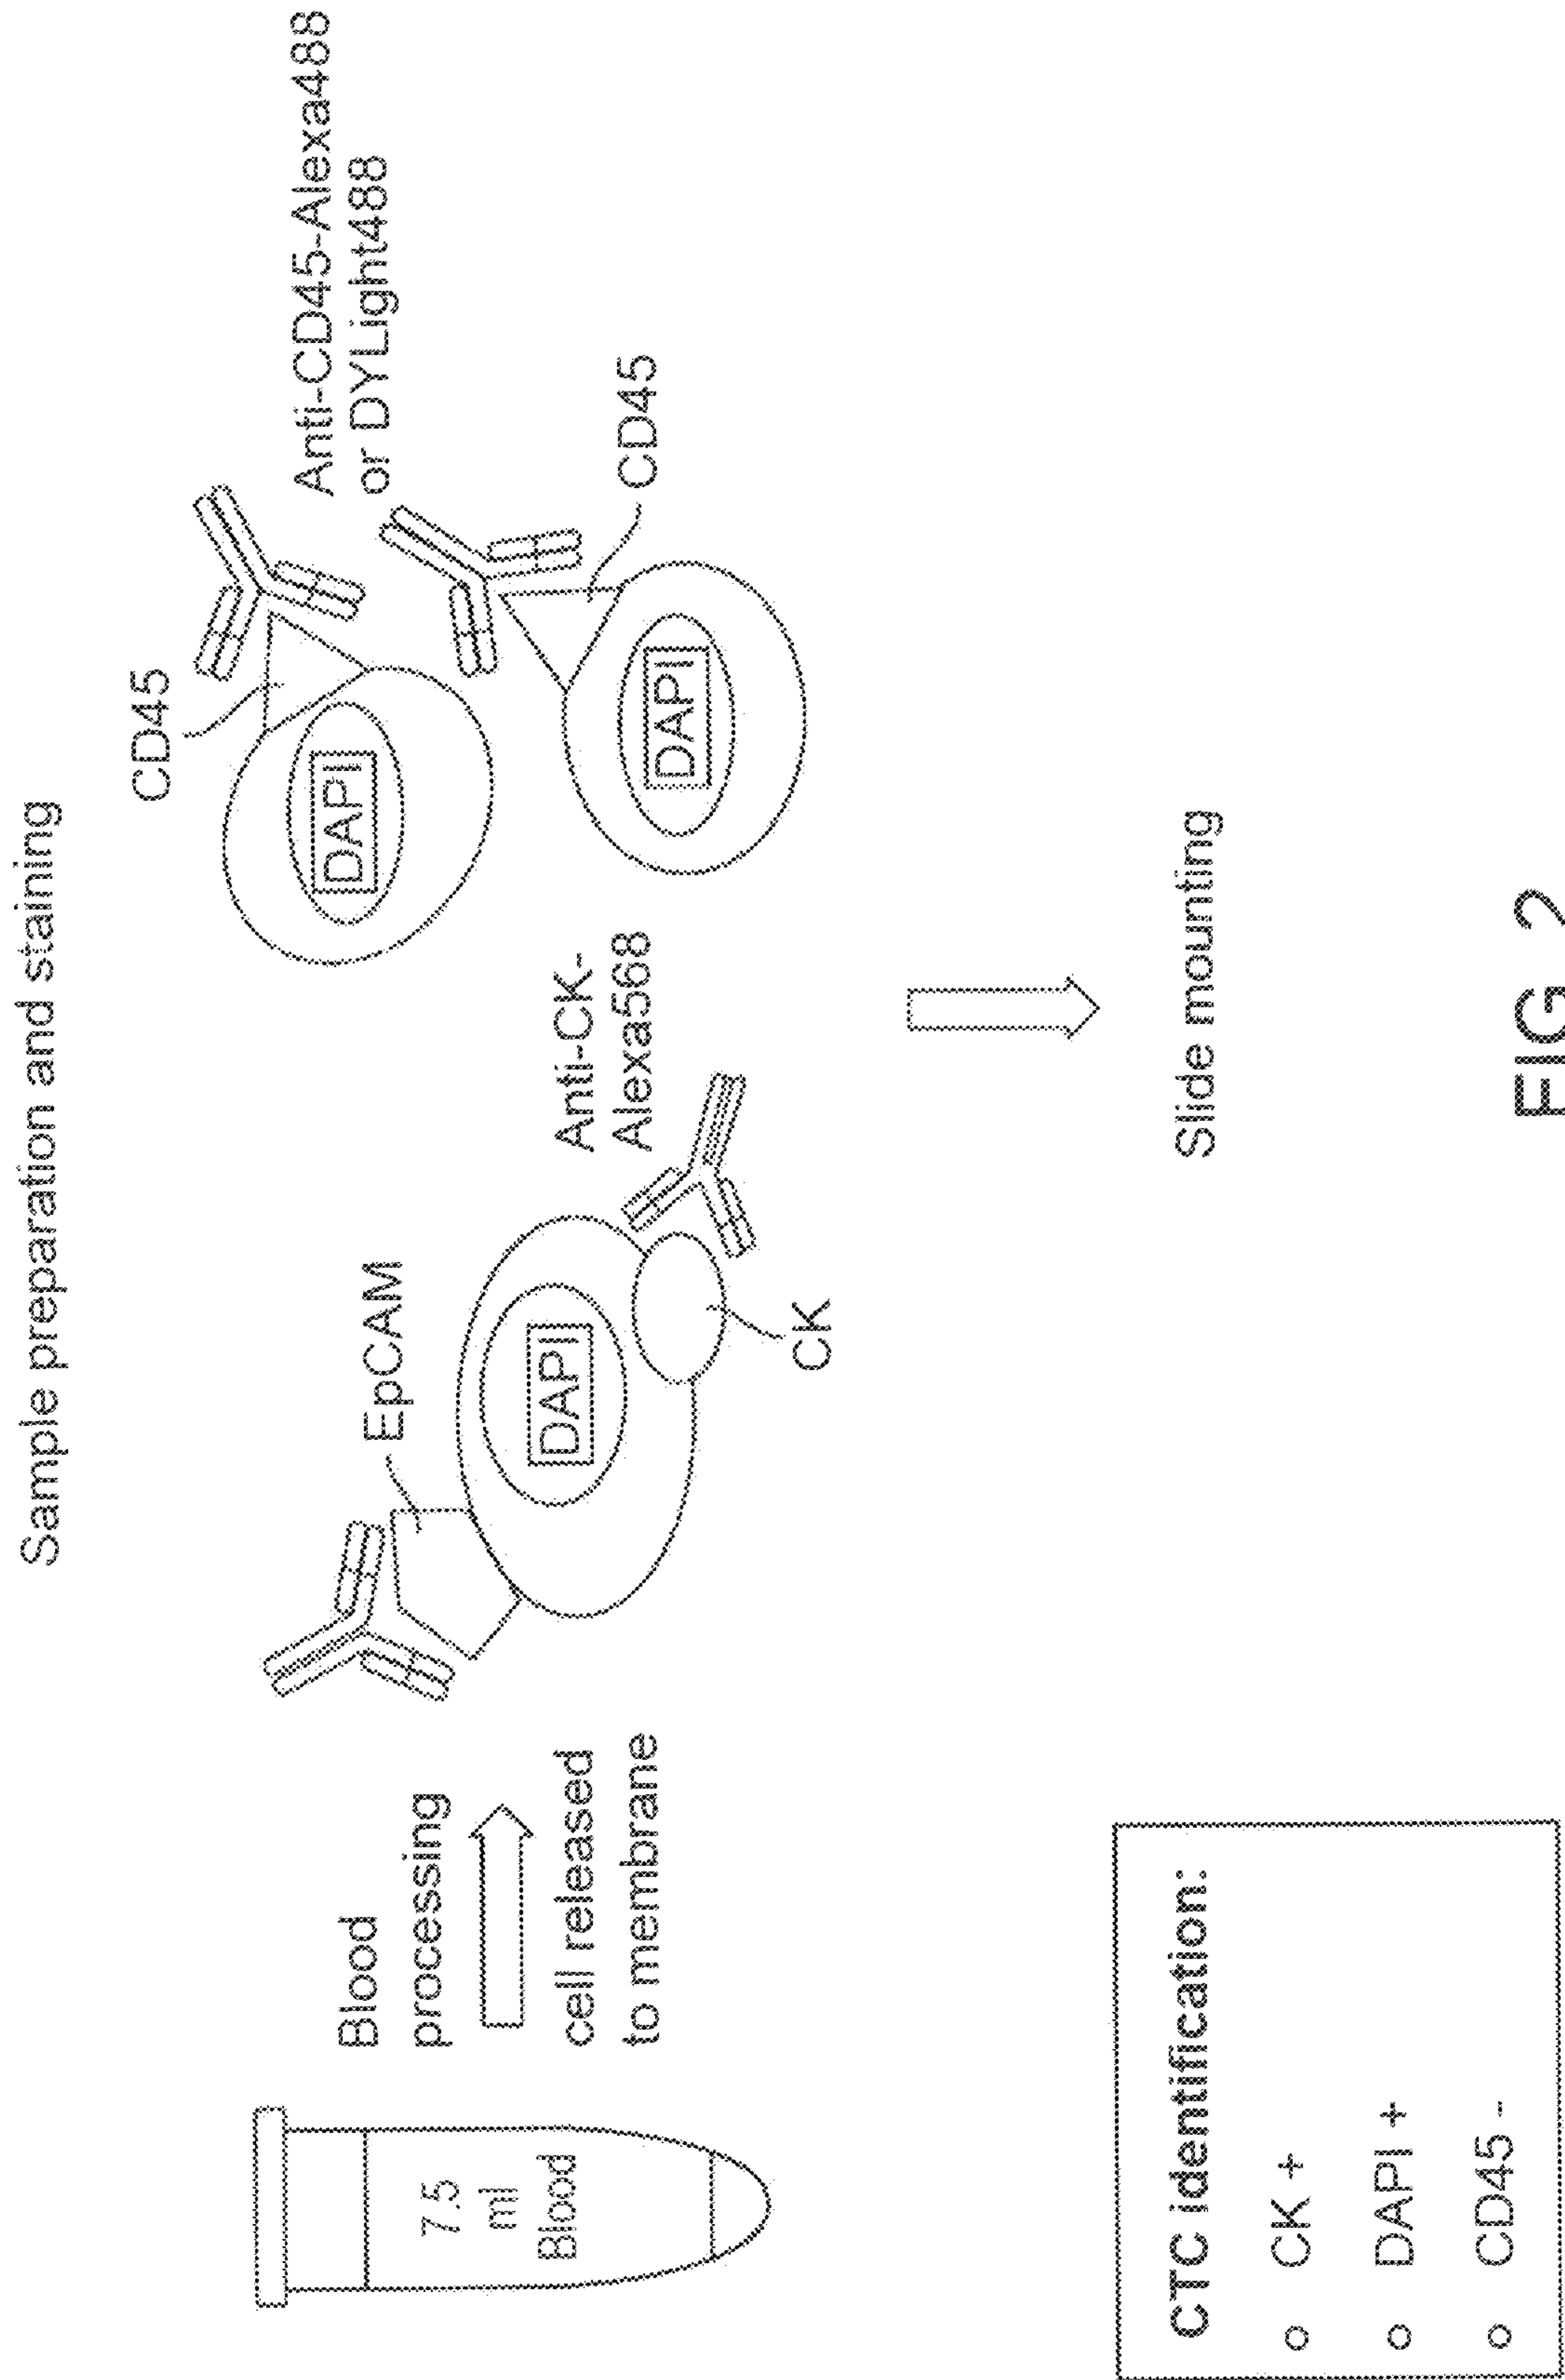 Sample preparation and staining
7.5
ml
Blood
Blood
processing
cell released
to membrane
EpCAM
DAPI
CK
Anti-CK-
Alexa568
CD45
DAPI
Anti-CD45-Alexa488
or DYLight488
CD45
DAPI
Slide mounting
CTC identification:
o CK +
o DAPI +
o CD45 -
FIG 2